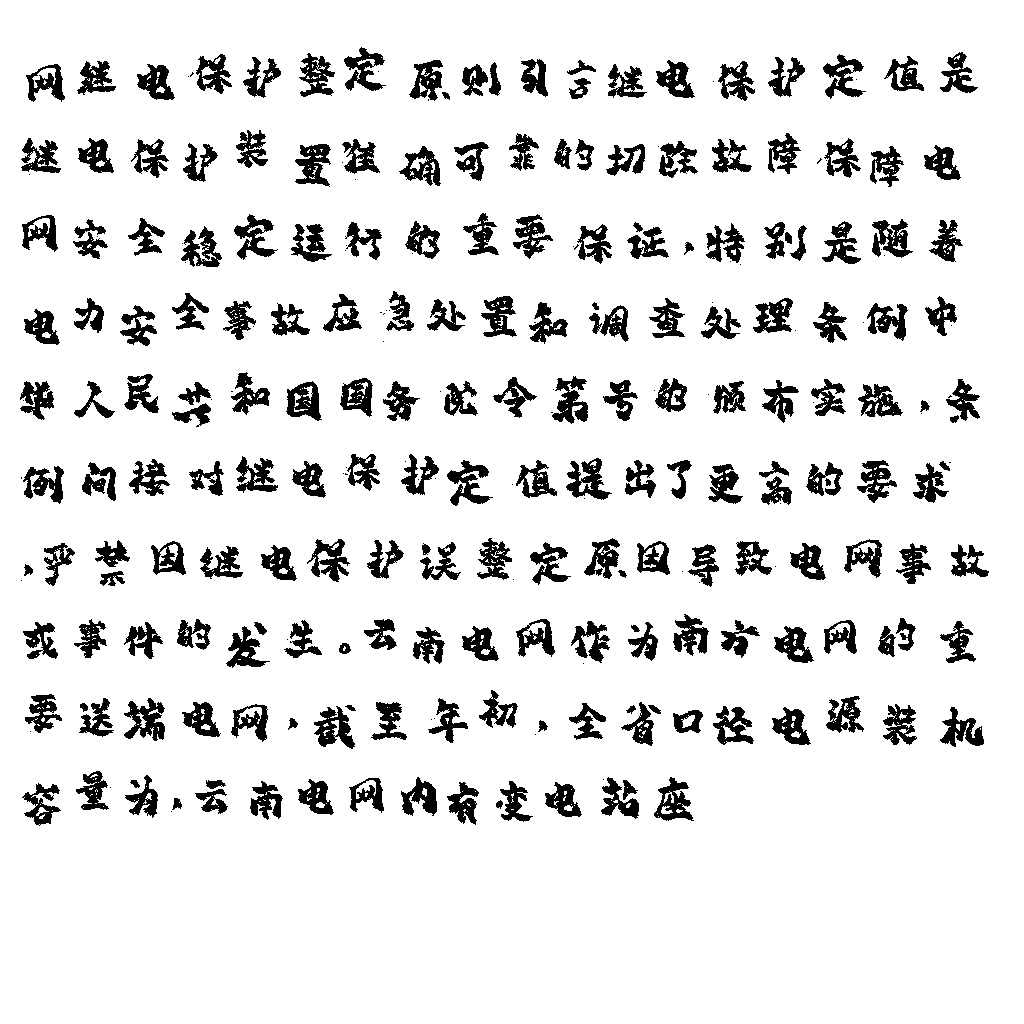 网继电保护整定原则引言继电保护定值是
继电保护装置准确可靠的切除故障保障电
网安全稳定运行的重要保证,特别是随着
电力安全事故应急处置和调查处理条例中
华人民共和国国务院令第号的颁布实施,条
例间接对继电保护定值提出了更高的要求
,严禁因继电保护误整定原因导致电网事故
或事件的发生。云南电网作为南方电网的重
要送端电网,截至年初,全省口径电源装机
容量为,云南电网内有变电站座